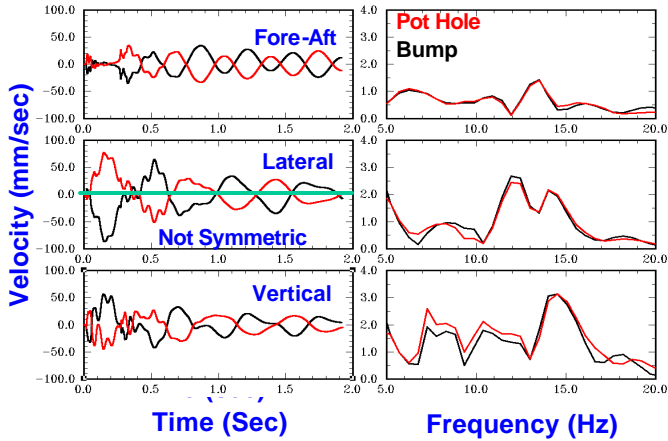 100.0
50.0
0.0
−50.0
−100.0
Fore-Aft
0.0 0.5 1.0 1.5 2.0
4.0
3.0
2.0
1.0
0.0
Pot Hole
Bump
5.0 10.0 15.0 20.0
Velocity (mm/sec)
100.0
50.0
0.0
−50.0
−100.0
Lateral
Not Symmetric
0.0 0.5 1.0 1.5 2.0
4.0
3.0
2.0
1.0
0.0
5.0 10.0 15.0 20.0
100.0
50.0
0.0
−50.0
−100.0
Vertical
0.0 0.5 1.0 1.5 2.0
4.0
3.0
2.0
1.0
0.0
5.0 10.0 15.0 20.0
Time (Sec)
Frequency (Hz)